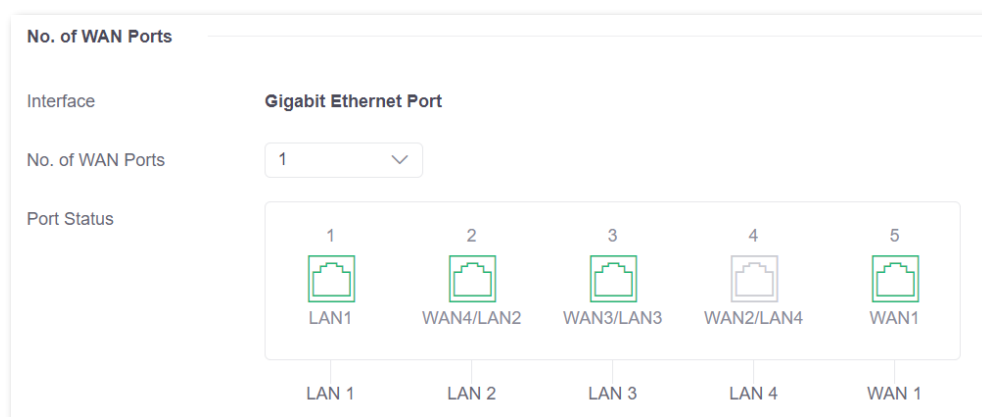 No. of WAN Ports
Interface
Gigabit Ethernet Port
No. of WAN Ports
1
Port Status
1 2 3 4 5
LAN1 WAN4/LAN2 WAN3/LAN3 WAN2/LAN4 WAN1
LAN 1 LAN 2 LAN 3 LAN 4 WAN 1